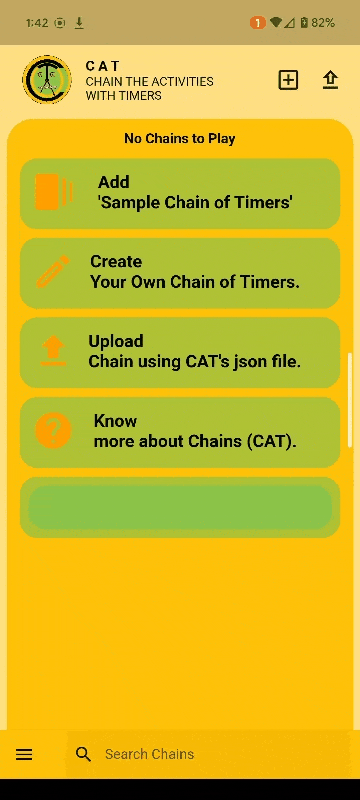 1:42
1
82%
C A T
CHAIN THE ACTIVITIES
WITH TIMERS
No Chains to Play
Add
'Sample Chain of Timers'
Create
Your Own Chain of Timers.
Upload
Chain using CAT's json file.
Know
more about Chains (CAT).
Search Chains